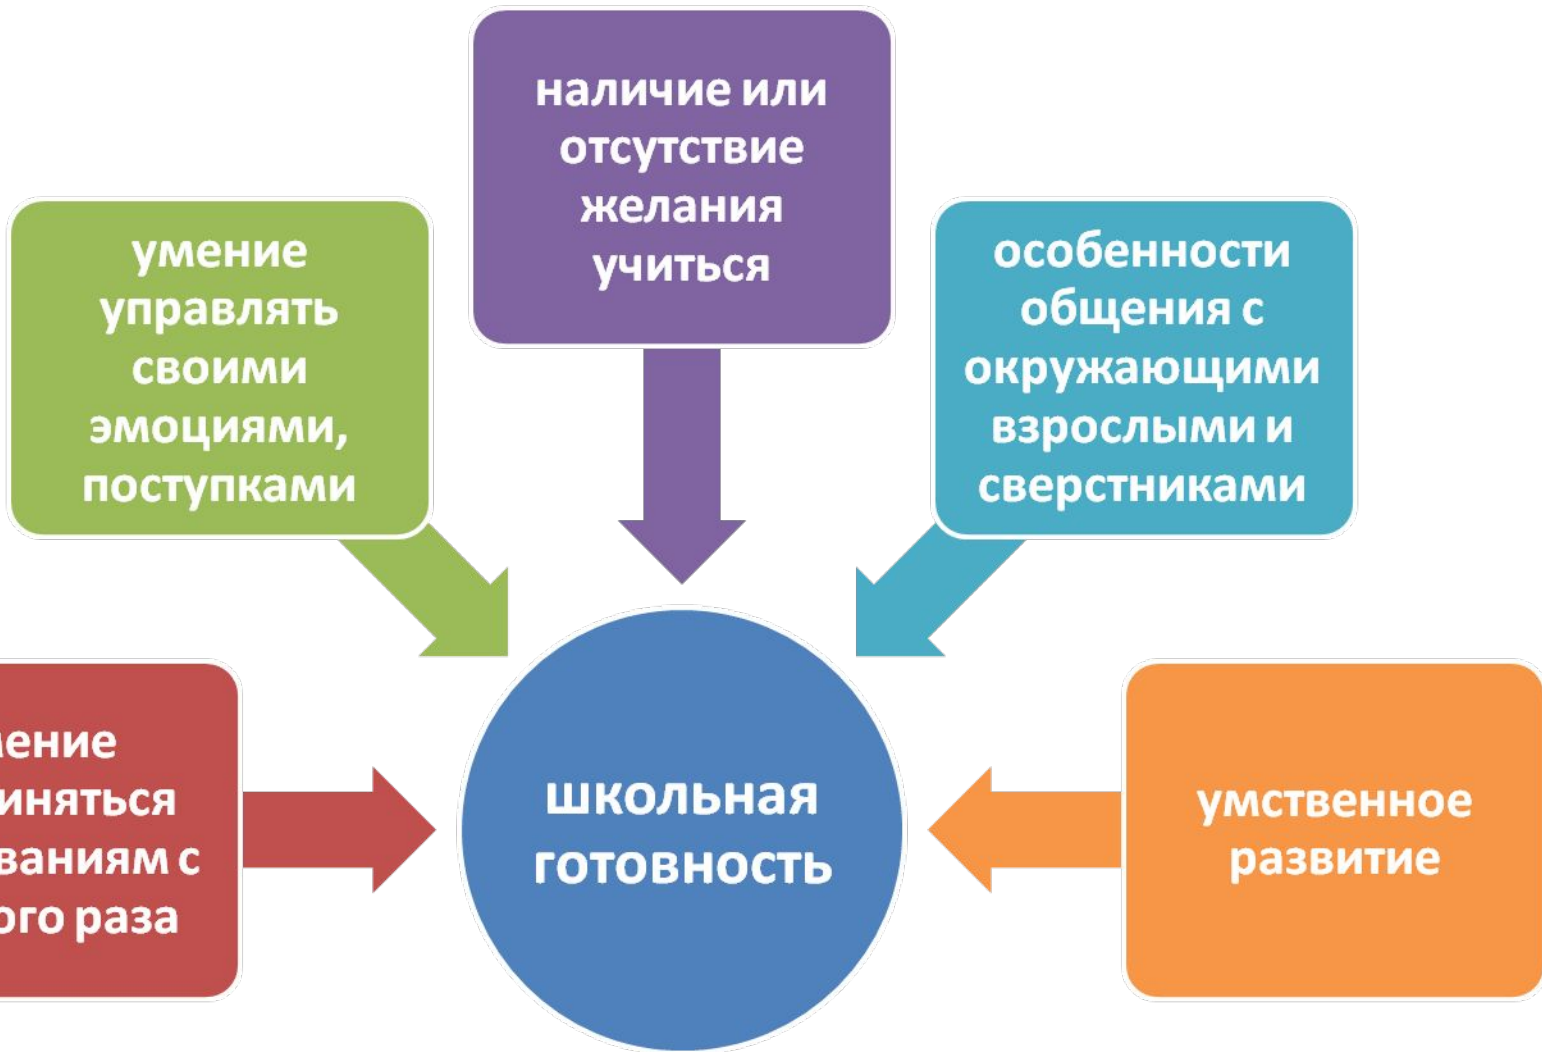 наличие или
отсутствие
желания
учиться
умение
управлять
своими
эмоциями,
поступками
особенности
общения с
окружающими
взрослыми и
сверстниками
с
раза
школьная
готовность
умственное
развитие